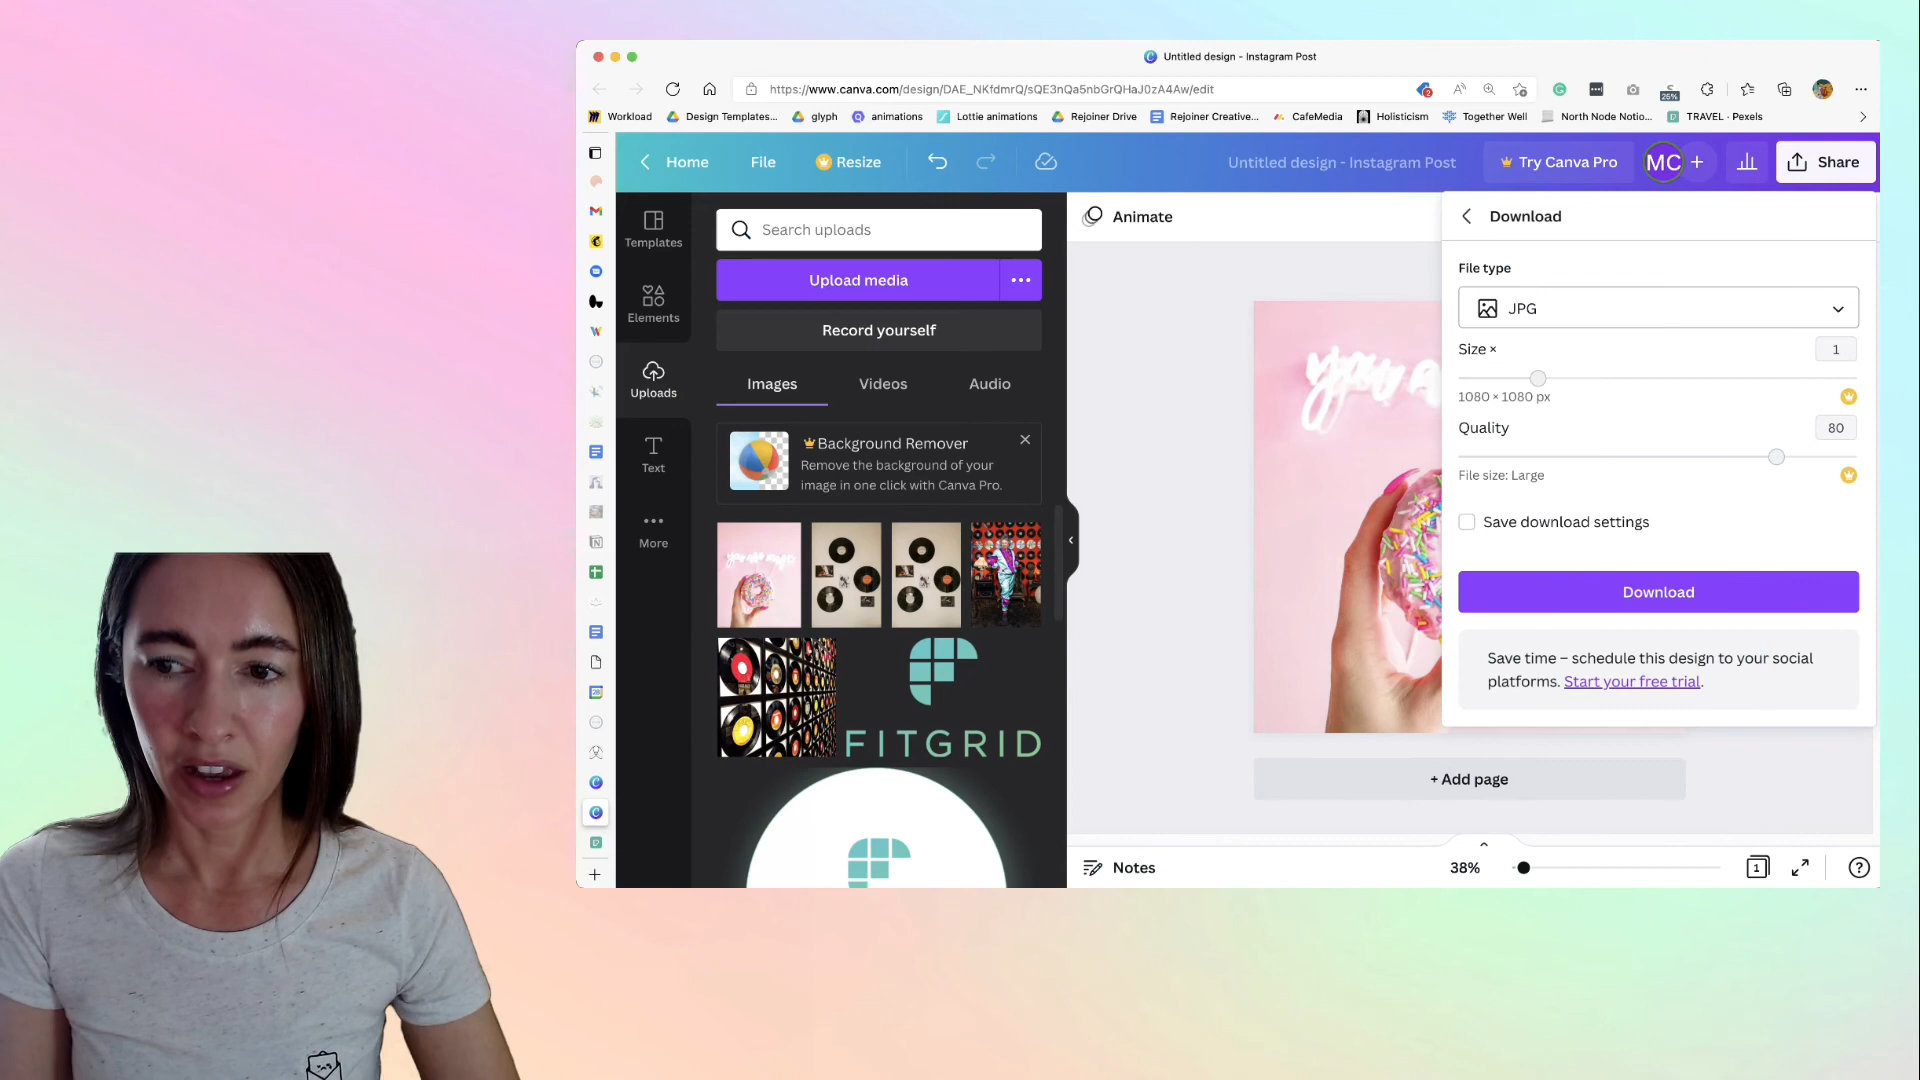 Untitled design - Instagram Post
https://www.canva.com/design/DAE_NKfdmrQ/sQE3nQa5nbGrQHaJ0zA4Aw/edit
2
25%
Workload
Design Templates...
glyph
animations
Lottie animations
Rejoiner Drive
Rejoiner Creative...
CafeMedia
Holisticism
Together Well
North Node Notio...
TRAVEL · Pexels
Home
File
Resize
Untitled design - Instagram Post
Try Canva Pro
MC
Share
Templates
Elements
Uploads
Text
More
Search uploads
Upload media
Record yourself
Images
Videos
Audio
Background Remover
Remove the background of your
image in one click with Canva Pro.
FITGRID
Animate
you a
Download
File type
JPG
Size ×
1
1080 × 1080 px
Quality
80
File size: Large
Save download settings
Download
Save time – schedule this design to your social
platforms. Start your free trial.
+ Add page
Notes
38%
1